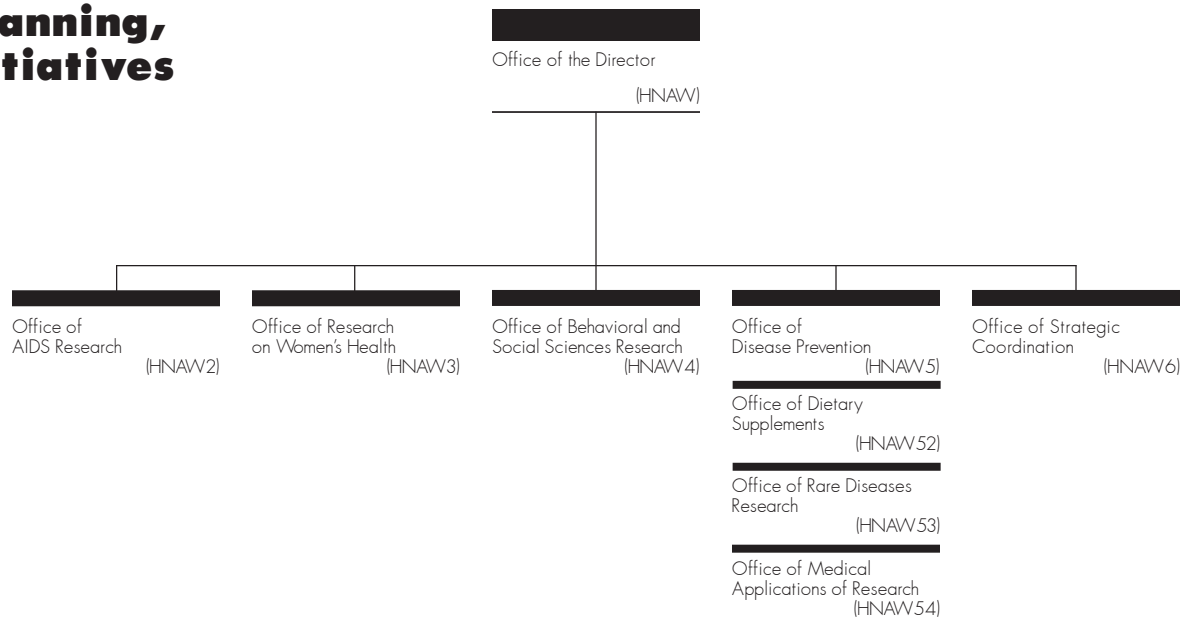 anning,
tiatives
Office of the Director
(HNAW)
Office of
AIDS Research
(HNAW2)
Office of Research
on Women's Health
(HNAW3)
Office of Behavioral and
Social Sciences Research
(HNAW4)
Office of
Disease Prevention
(HNAW5)
Office of Dietary
Supplements
(HNAW52)
Office of Rare Diseases
Research
(HNAW53)
Office of Medical
Applications of Research
(HNAW54)
Office of Strategic
Coordination
(HNAW6)